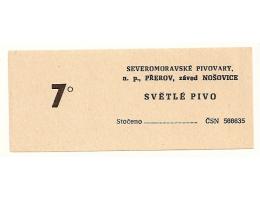 SEVEROMORAVSKÉ PIVOVARY,
n. p., PŘEROV, závod NOŠOVICE
7°
SVĚTLÉ PIVO
Stočeno ČSN 566635